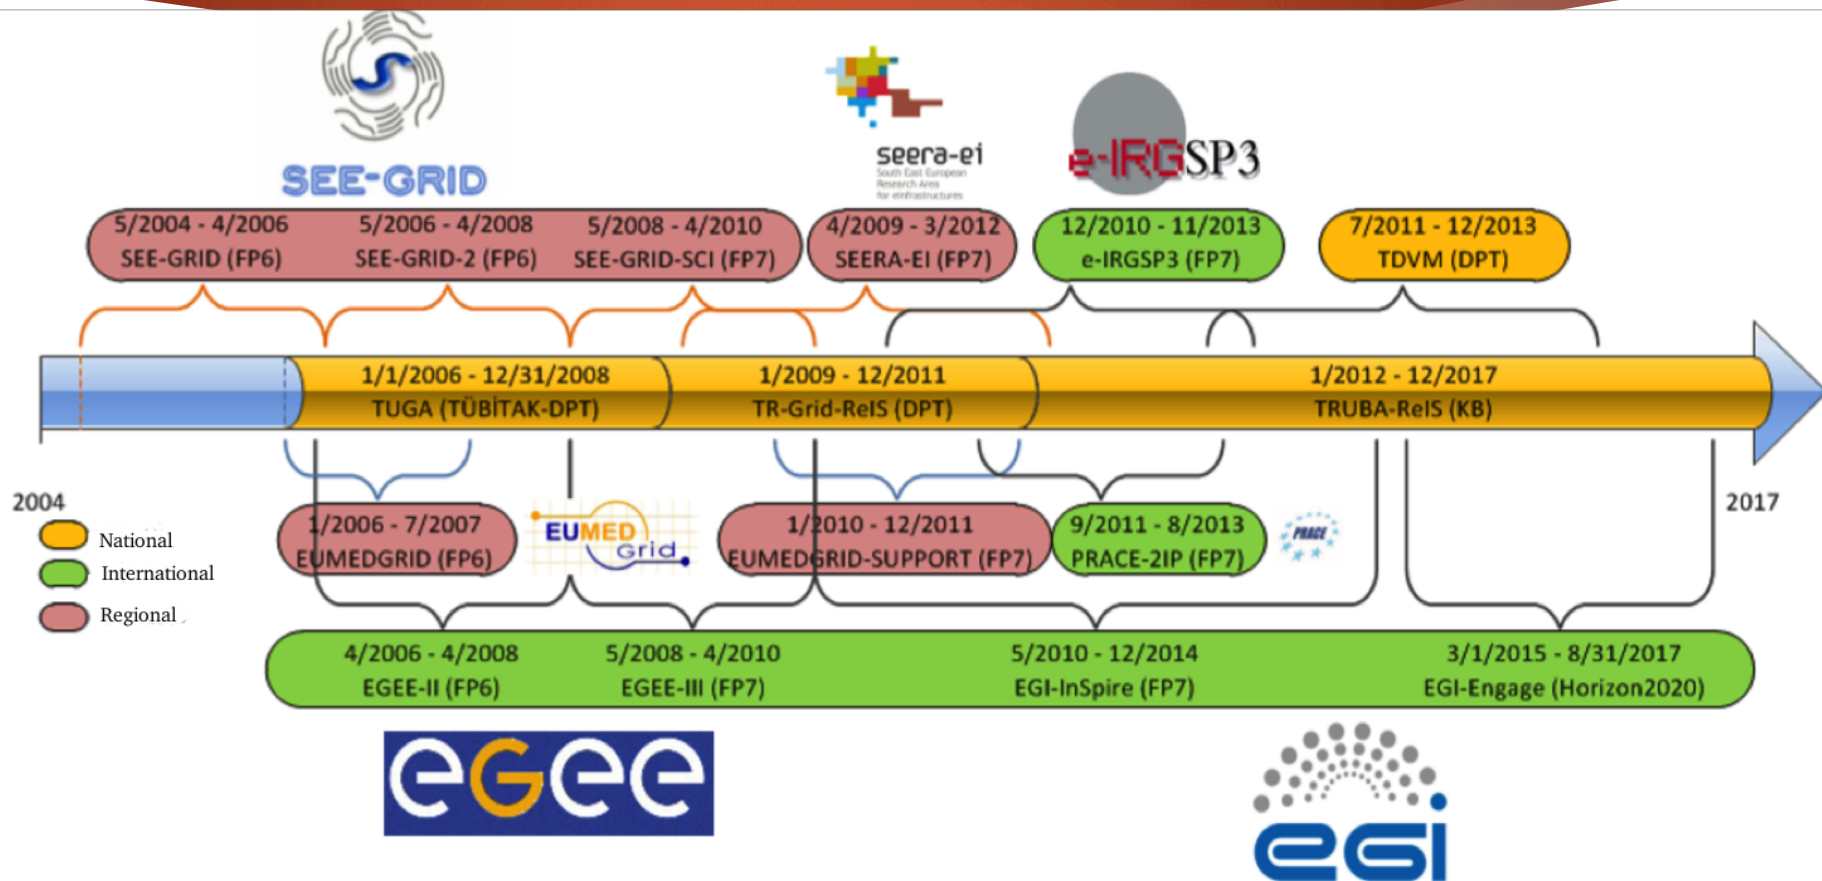 SEE-GRID
seera-ei
South East European
Research Area
for eInfrastructures
e-IRGSP3
5/2004 - 4/2006
SEE-GRID (FP6)
5/2006 - 4/2008
SEE-GRID-2 (FP6)
5/2008 - 4/2010
SEE-GRID-SCI (FP7)
4/2009 - 3/2012
SEERA-EI (FP7)
12/2010 - 11/2013
e-IRGSP3 (FP7)
7/2011 - 12/2013
TDVM (DPT)
1/1/2006 - 12/31/2008
TUGA (TÜBİTAK-DPT)
1/2009 - 12/2011
TR-Grid-ReIS (DPT)
1/2012 - 12/2017
TRUBA-ReIS (KB)
2004
2017
National
International
Regional
1/2006 - 7/2007
EUMEDGRID (FP6)
EUMED
Grid
1/2010 - 12/2011
EUMEDGRID-SUPPORT (FP7)
9/2011 - 8/2013
PRACE-2IP (FP7)
PRACE
4/2006 - 4/2008
EGEE-II (FP6)
5/2008 - 4/2010
EGEE-III (FP7)
5/2010 - 12/2014
EGI-InSpire (FP7)
3/1/2015 - 8/31/2017
EGI-Engage (Horizon2020)
eGee
eGi